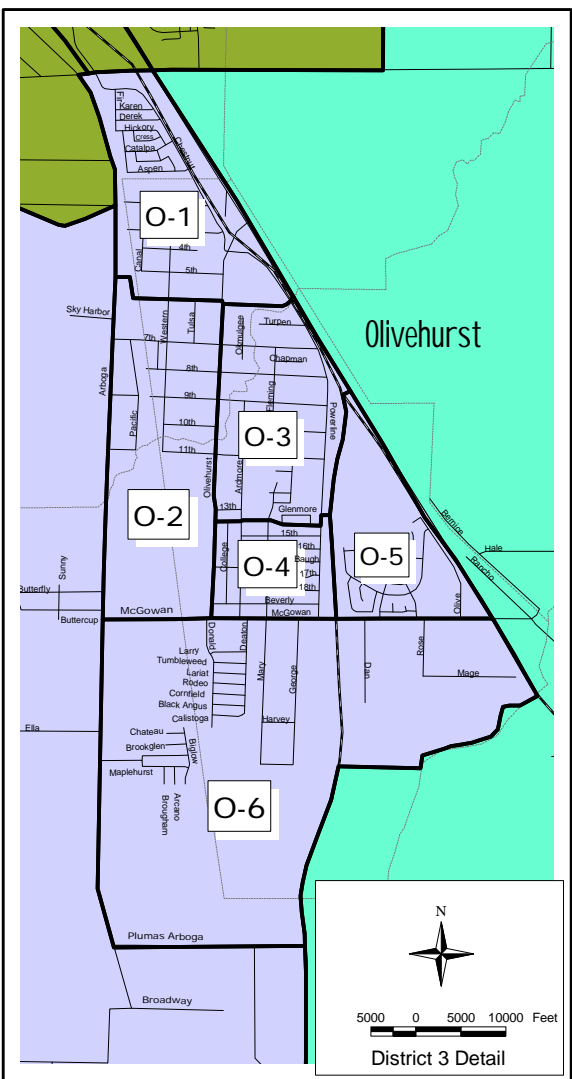 Fir
Karen
Derek
Hickory
Cress
Catalpa
Aspen
Chestnut
O-1
Canal
4th
5th
Sky Harbor
Western
Tulsa
Okmulgee
Turpen
Olivehurst
7th
Chapman
Arboga
8th
Fleming
9th
Powerline
Pacific
10th
O-3
11th
Olivehurst
Ardmore
13th
Glenmore
O-2
15th
16th
Baugh
17th
18th
College
O-4
O-5
Bernice
Hale
Rancho
Sunny
Butterfly
Beverly
Olive
McGowan
McGowan
Buttercup
Donald
Deaton
Larry
Tumbleweed
Lariat
Rodeo
Cornfield
Black Angus
Calistoga
Mary
George
Dan
Rose
Mage
Harvey
Ella
Chateau
Brookglen
Biglow
Maplehurst
Brougham
Arcano
O-6
Plumas Arboga
Broadway
N
5000 0 5000 10000 Feet
District 3 Detail